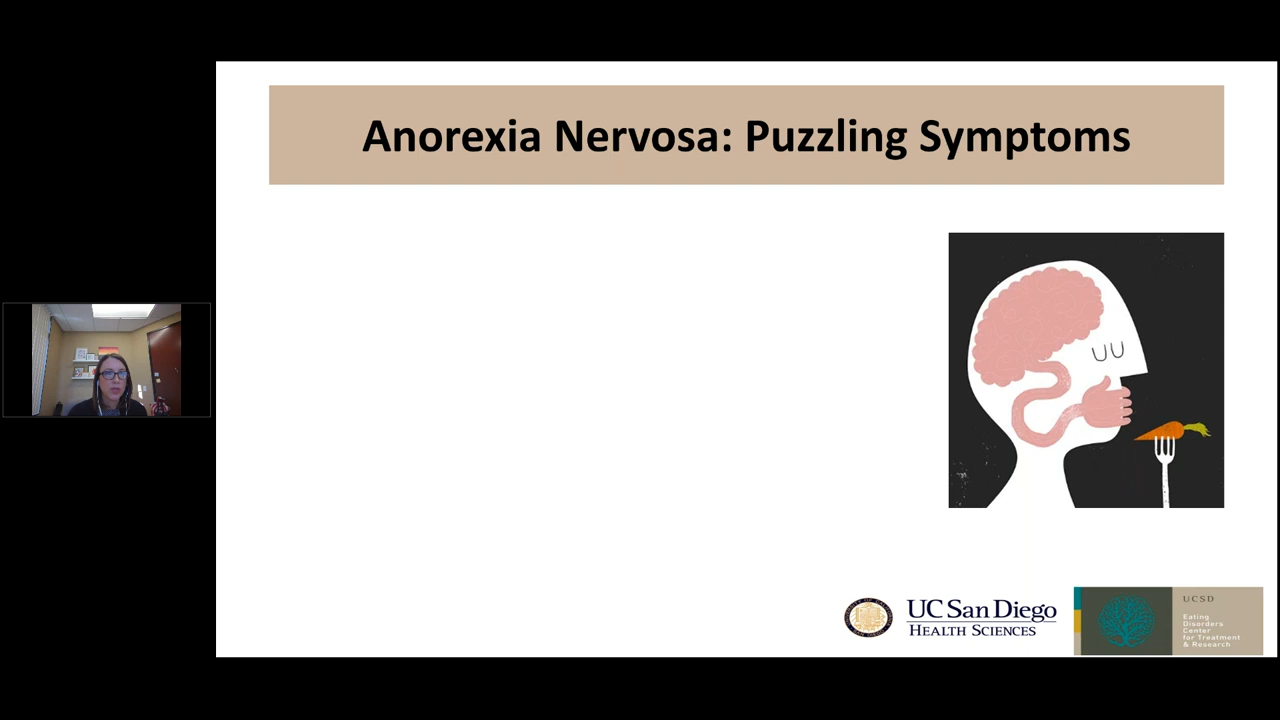 Anorexia Nervosa: Puzzling Symptoms
UC San Diego
HEALTH SCIENCES
UCSD
Eating
Disorders
Center
for Treatment
& Research